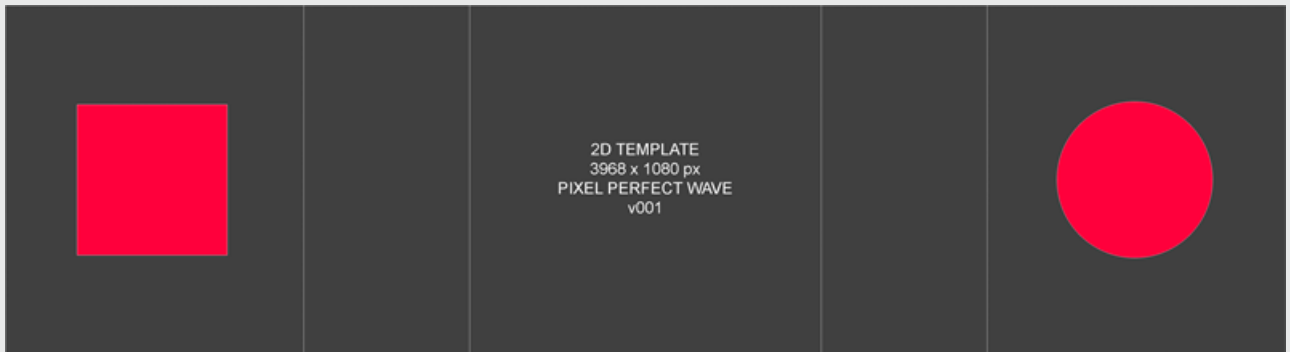 2D TEMPLATE
3968 x 1080 px
PIXEL PERFECT WAVE
v001